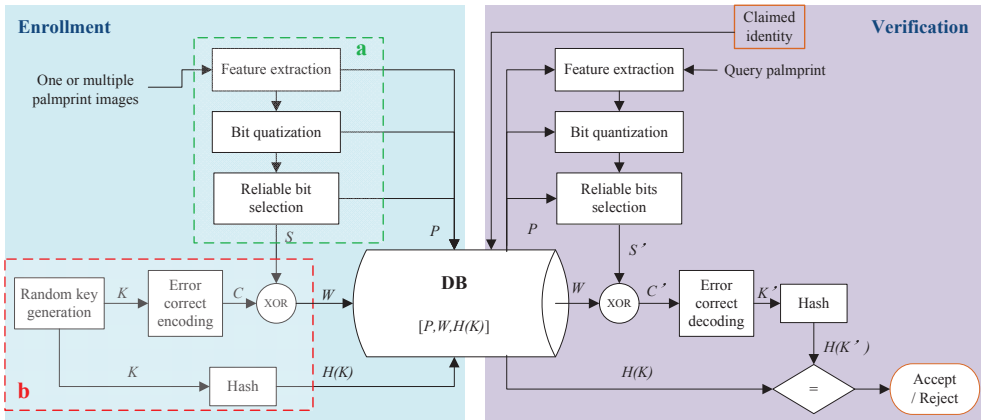 Enrollment
a
One or multiple
palmprint images
Feature extraction
Bit quatization
Reliable bit
selection
S
P
b
Random key
generation
K
Error
correct
encoding
C
XOR
W
K
Hash
H(K)
DB
[P,W,H(K)]
Claimed
identity
Verification
Feature extraction
Query palmprint
Bit quantization
Reliable bits
selection
P
S’
W
XOR
C’
Error
correct
decoding
K’
Hash
H(K’)
H(K)
=
Accept
/ Reject